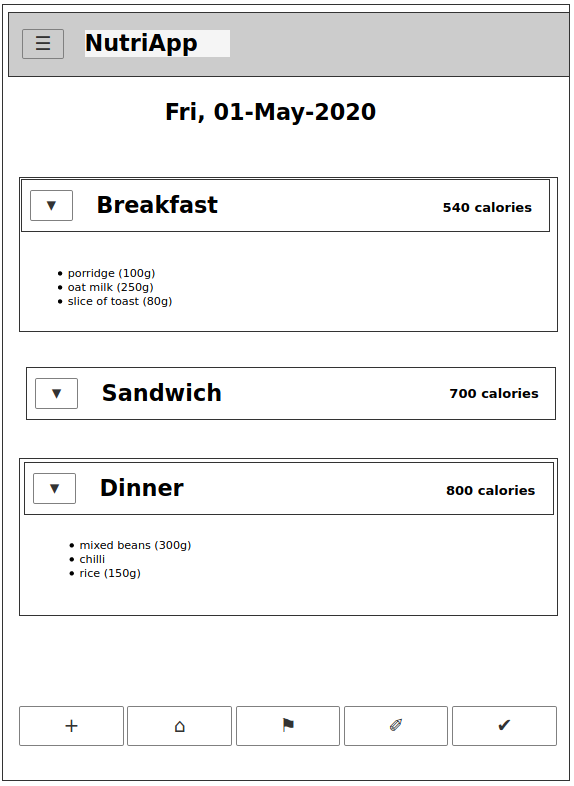 ☰ NutriApp
Fri, 01-May-2020
▼ Breakfast 540 calories
• porridge (100g)
• oat milk (250g)
• slice of toast (80g)
▼ Sandwich 700 calories
▼ Dinner 800 calories
• mixed beans (300g)
• chilli
• rice (150g)
+ ⌂ ⚑ ✐ ✔